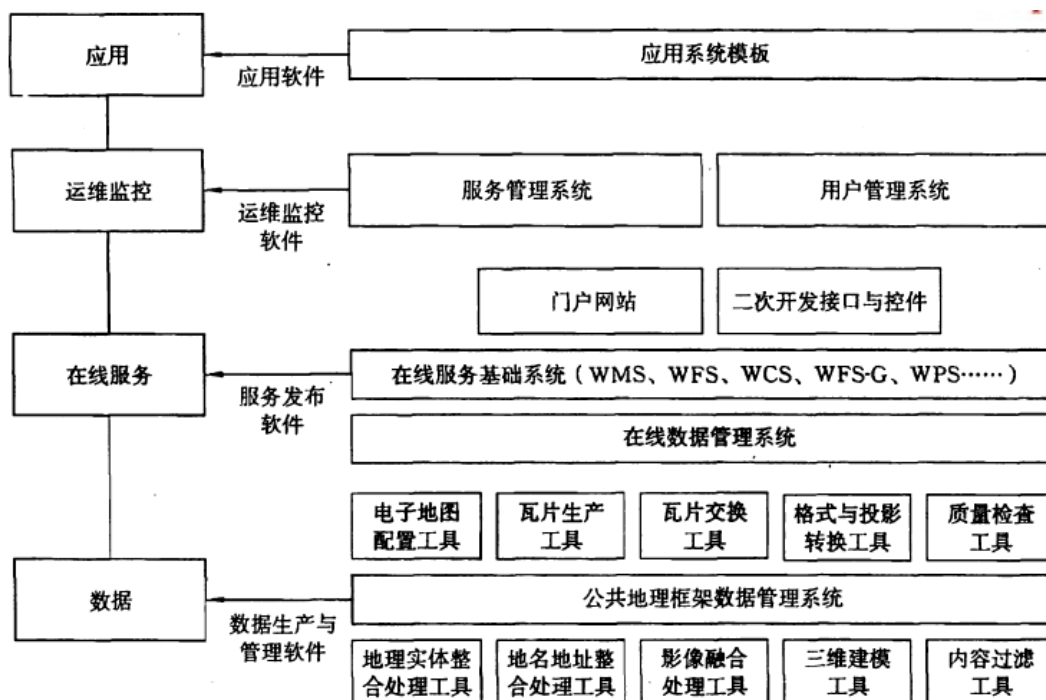 应用
应用软件
应用系统模板
运维监控
运维监控
软件
服务管理系统
用户管理系统
门户网站
二次开发接口与控件
在线服务
服务发布
软件
在线服务基础系统（WMS、WFS、WCS、WFS-G、WPS……）
在线数据管理系统
电子地图
配置工具
瓦片生产
工具
瓦片交换
工具
格式与投影
转换工具
质量检查
工具
数据
数据生产与
管理软件
公共地理框架数据管理系统
地理实体整
合处理工具
地名地址整
合处理工具
影像融合
处理工具
三维建模
工具
内容过滤
工具